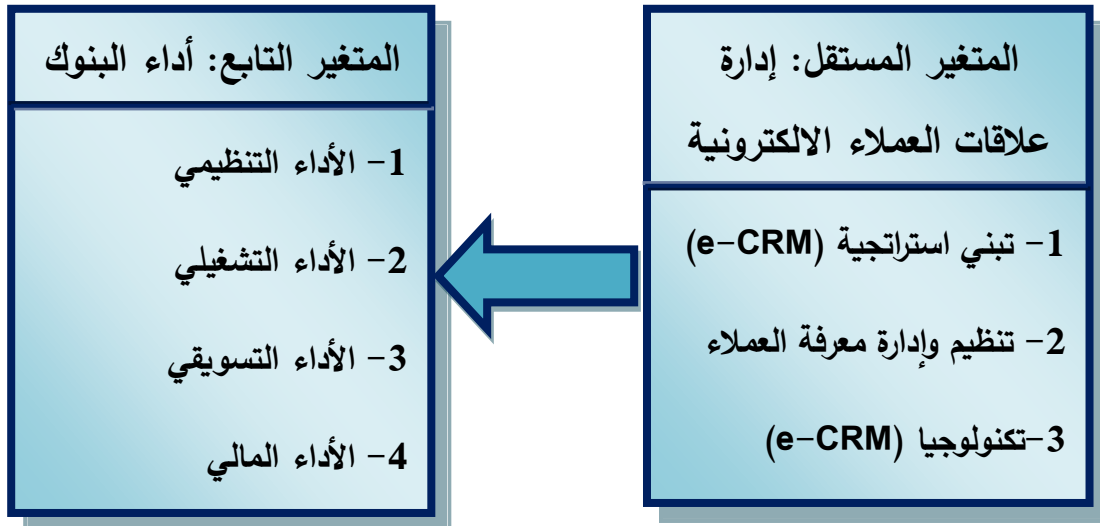 المتغير المستقل: إدارة
علاقات العملاء الالكترونية
1- تبني استراتجية (e-CRM)
2- تنظيم وإدارة معرفة العملاء
3-تكنولوجيا (e-CRM)
المتغير التابع: أداء البنوك
1- الأداء التنظيمي
2- الأداء التشغيلي
3- الأداء التسويقي
4- الأداء المالي